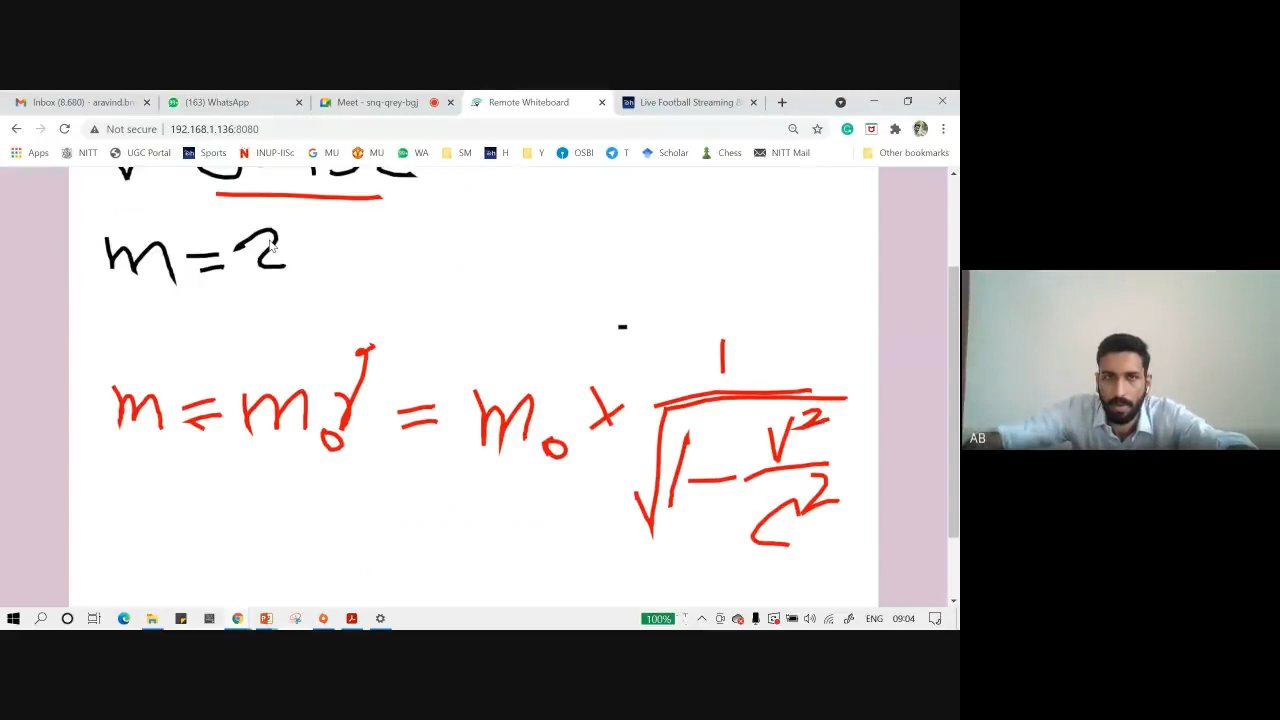 Inbox (8.680) - aravind.bn
(163) WhatsApp
Meet - snq-qrey-bgj
Remote Whiteboard
Live Football Streaming &
Not secure
192.168.1.136:8080
Apps
NITT
UGC Portal
Sports
INUP-IISc
MU
MU
WA
SM
H
Y
OSBI
T
Scholar
Chess
NITT Mail
Other bookmarks
m = 2
m = m₀γ = m₀ × 1/√(1 - v²/c²)
AB
100%
ENG
09:04